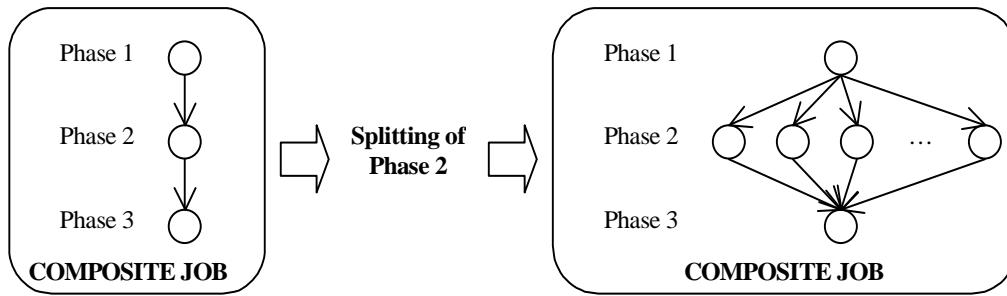 Phase 1
Phase 2
Phase 3
COMPOSITE JOB
Splitting of
Phase 2
Phase 1
Phase 2
...
Phase 3
COMPOSITE JOB